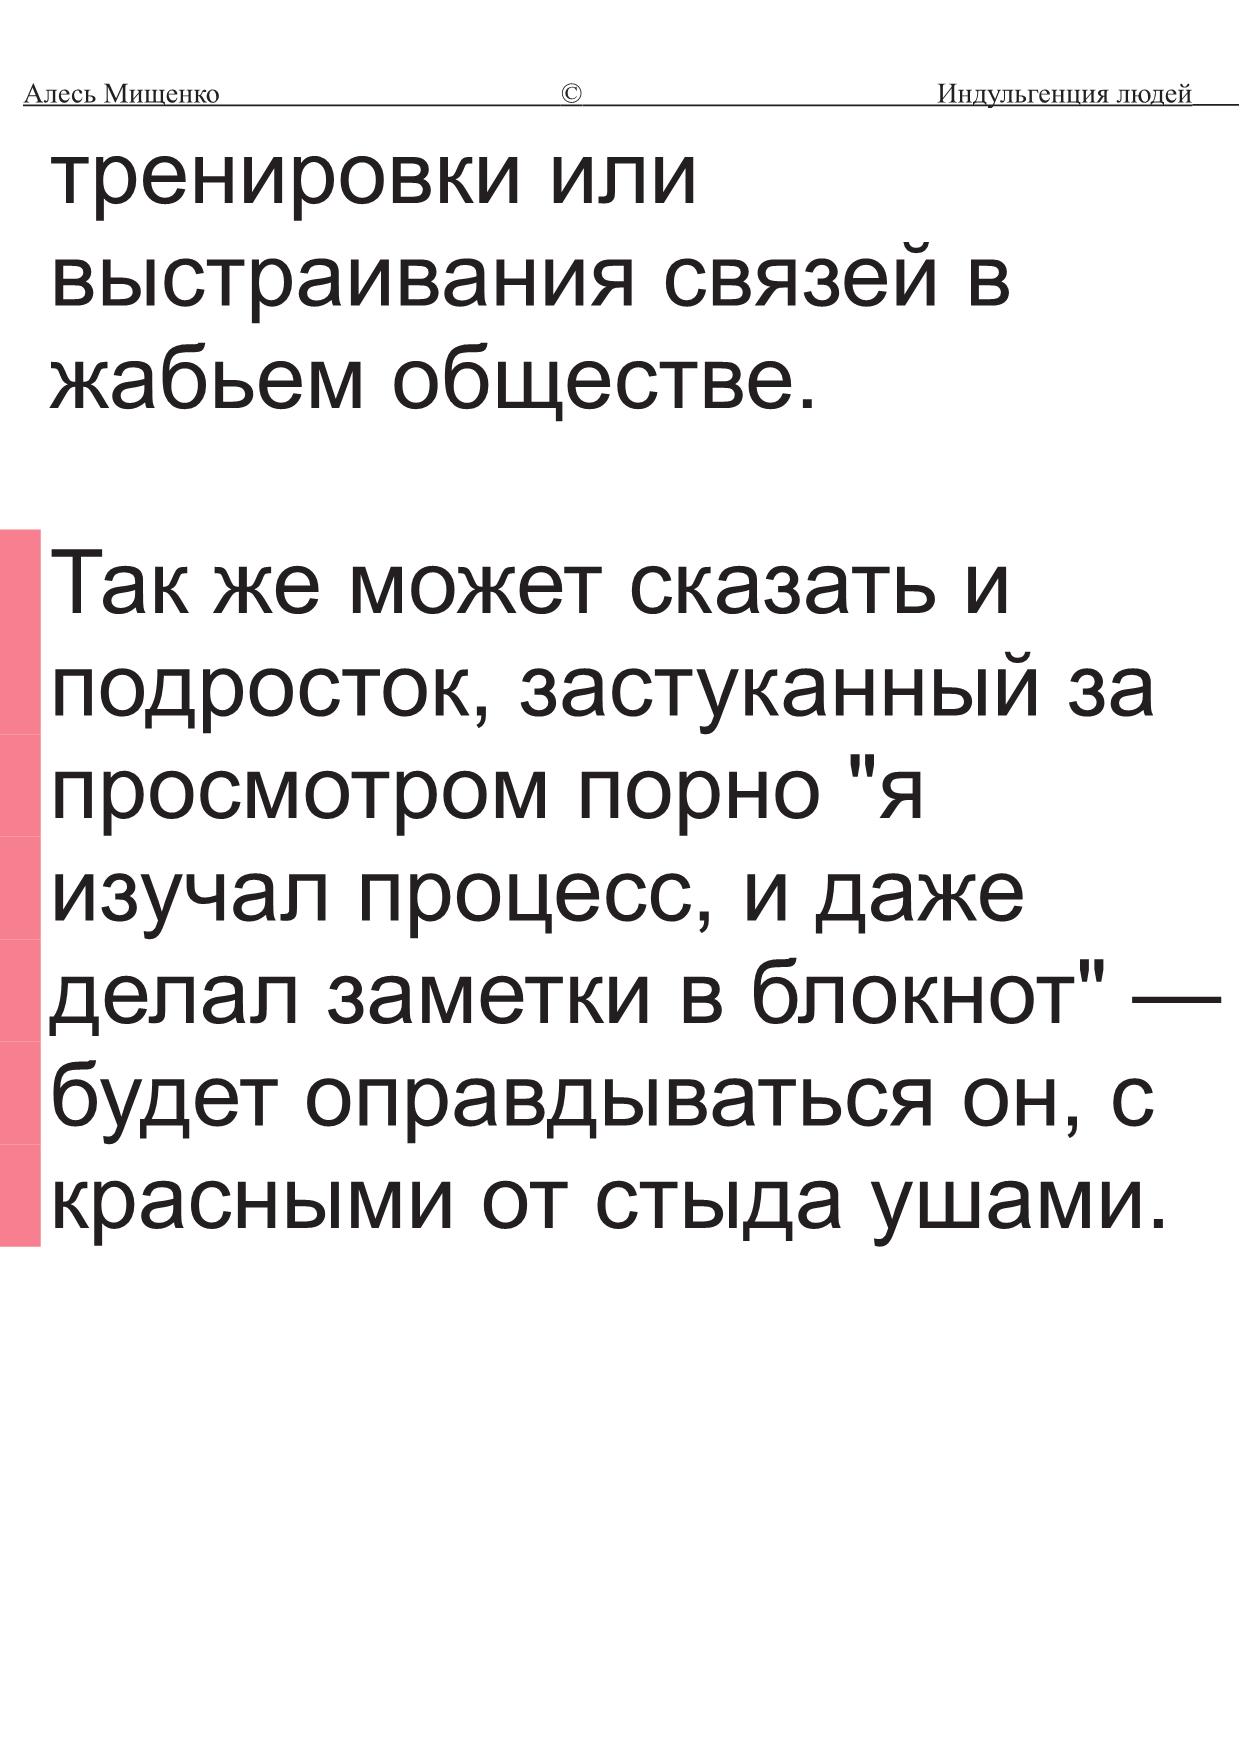 Алесь Мищенко © Индульгенция людей
тренировки или
выстраивания связей в
жабьем обществе.
Так же может сказать и
подросток, застуканный за
просмотром порно "я
изучал процесс, и даже
делал заметки в блокнот" —
будет оправдываться он, с
красными от стыда ушами.